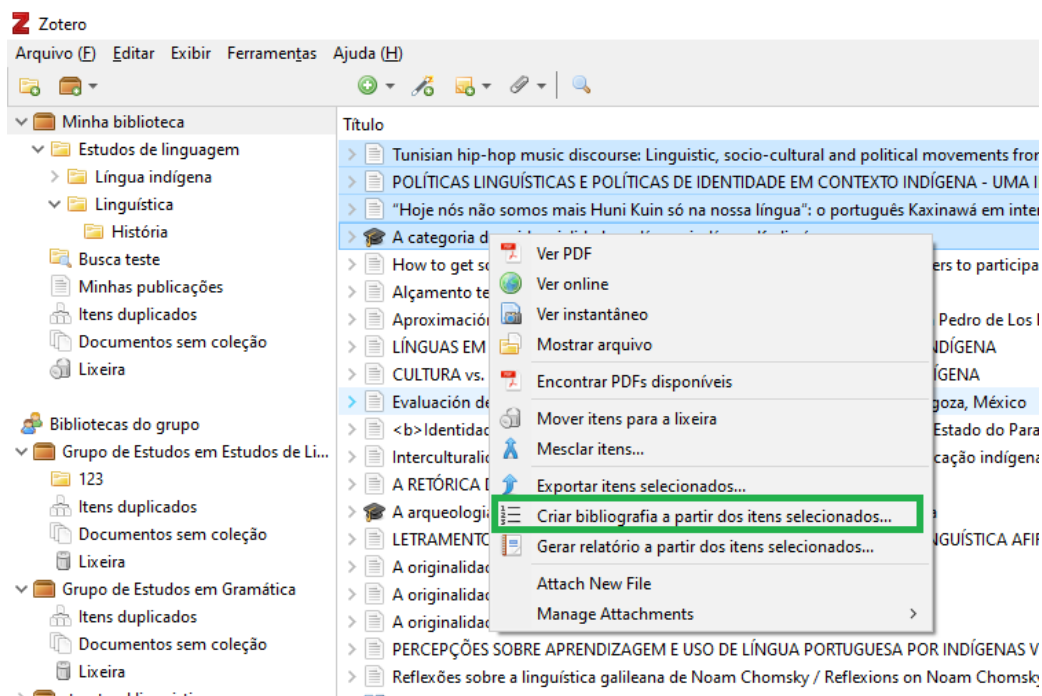 Zotero
Arquivo (F) Editar Exibir Ferramentas Ajuda (H)
Minha biblioteca
Estudos de linguagem
Língua indígena
Linguística
História
Busca teste
Minhas publicações
Itens duplicados
Documentos sem coleção
Lixeira
Bibliotecas do grupo
Grupo de Estudos em Estudos de Li...
123
Itens duplicados
Documentos sem coleção
Lixeira
Grupo de Estudos em Gramática
Itens duplicados
Documentos sem coleção
Lixeira
Título
Tunisian hip-hop music discourse: Linguistic, socio-cultural and political movements from
POLÍTICAS LINGUÍSTICAS E POLÍTICAS DE IDENTIDADE EM CONTEXTO INDÍGENA - UMA I
"Hoje nós não somos mais Huni Kuin só na nossa língua": o português Kaxinawá em inter
A categoria d
How to get so ers to participa
Alçamento te
Aproximació Pedro de Los
LÍNGUAS EM NDÍGENA
CULTURA vs. ÍGENA
Evaluación de goza, México
<b>Identidad Estado do Para
Interculturalid cação indígena
A RETÓRICA D
A arqueologia a
LETRAMENTO NGUÍSTICA AFI
A originalidad
A originalidad
A originalidad
PERCEPÇÕES SOBRE APRENDIZAGEM E USO DE LÍNGUA PORTUGUESA POR INDÍGENAS V
Reflexões sobre a linguística galileana de Noam Chomsky / Reflexions on Noam Chomsky
Ver PDF
Ver online
Ver instantâneo
Mostrar arquivo
Encontrar PDFs disponíveis
Mover itens para a lixeira
Mesclar itens...
Exportar itens selecionados...
Criar bibliografia a partir dos itens selecionados...
Gerar relatório a partir dos itens selecionados...
Attach New File
Manage Attachments